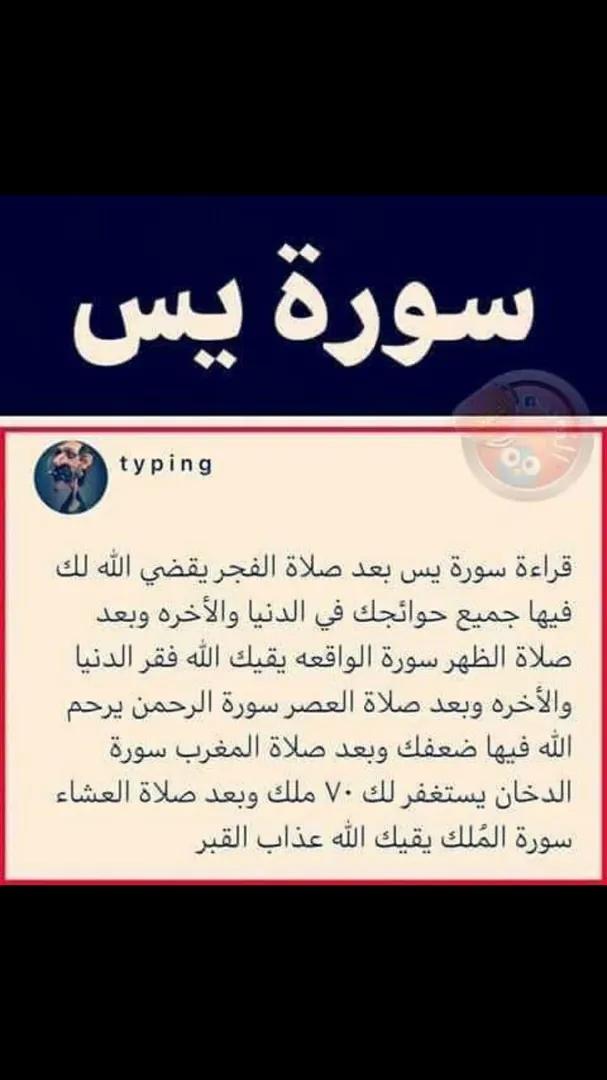 سورة يس
typing
قراءة سورة يس بعد صلاة الفجر يقضي الله لك
فيها جميع حوائجك في الدنيا والأخره وبعد
صلاة الظهر سورة الواقعه يقيك الله فقر الدنيا
والأخره وبعد صلاة العصر سورة الرحمن يرحم
الله فيها ضعفك وبعد صلاة المغرب سورة
الدخان يستغفر لك ٧٠ ملك وبعد صلاة العشاء
سورة المُلك يقيك الله عذاب القبر